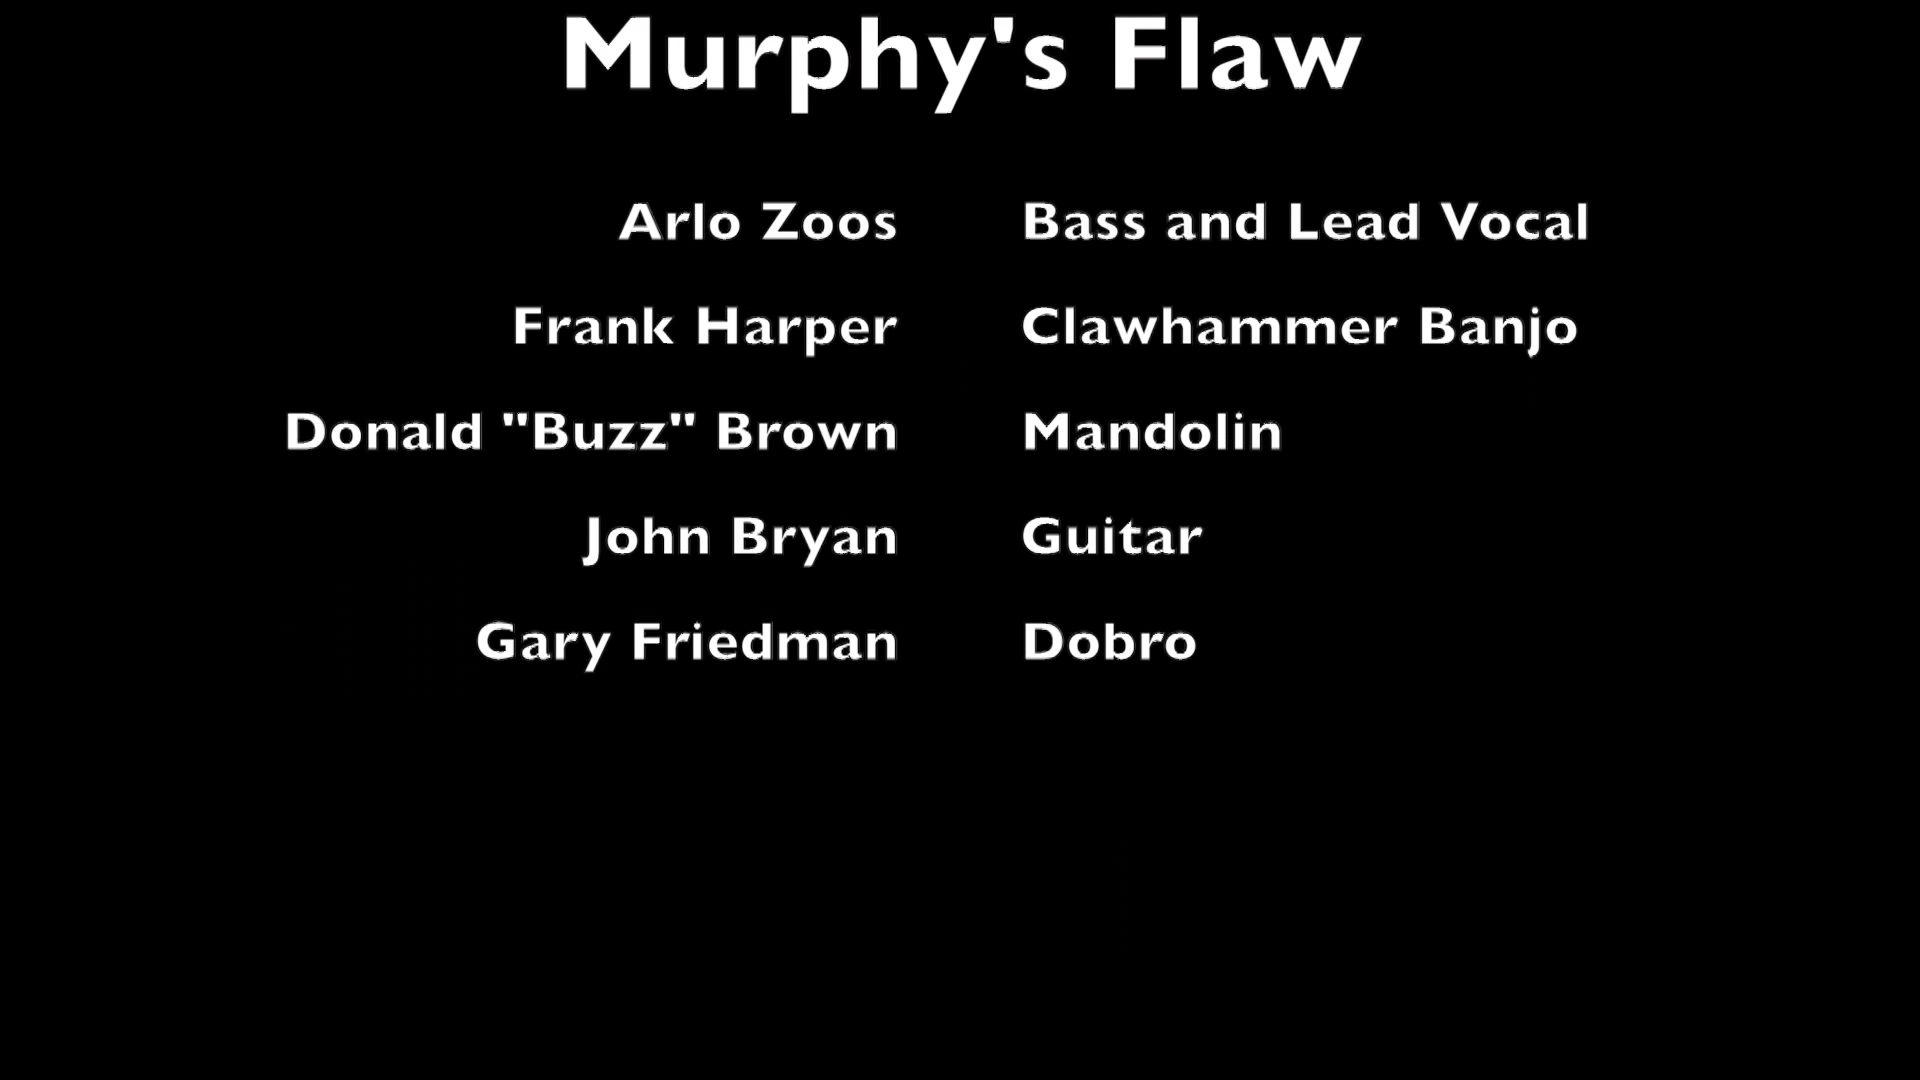 Murphy's Flaw
Arlo Zoos Bass and Lead Vocal
Frank Harper Clawhammer Banjo
Donald "Buzz" Brown Mandolin
John Bryan Guitar
Gary Friedman Dobro